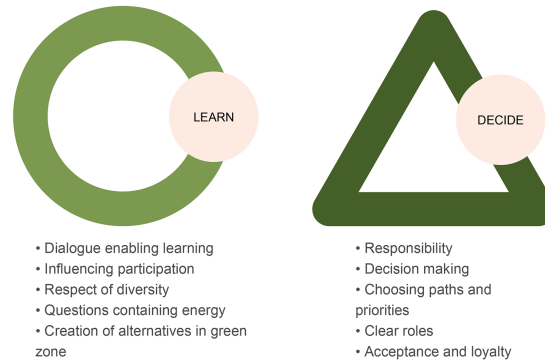 LEARN
DECIDE
• Dialogue enabling learning
• Influencing participation
• Respect of diversity
• Questions containing energy
• Creation of alternatives in green
zone
• Responsibility
• Decision making
• Choosing paths and
priorities
• Clear roles
• Acceptance and loyalty